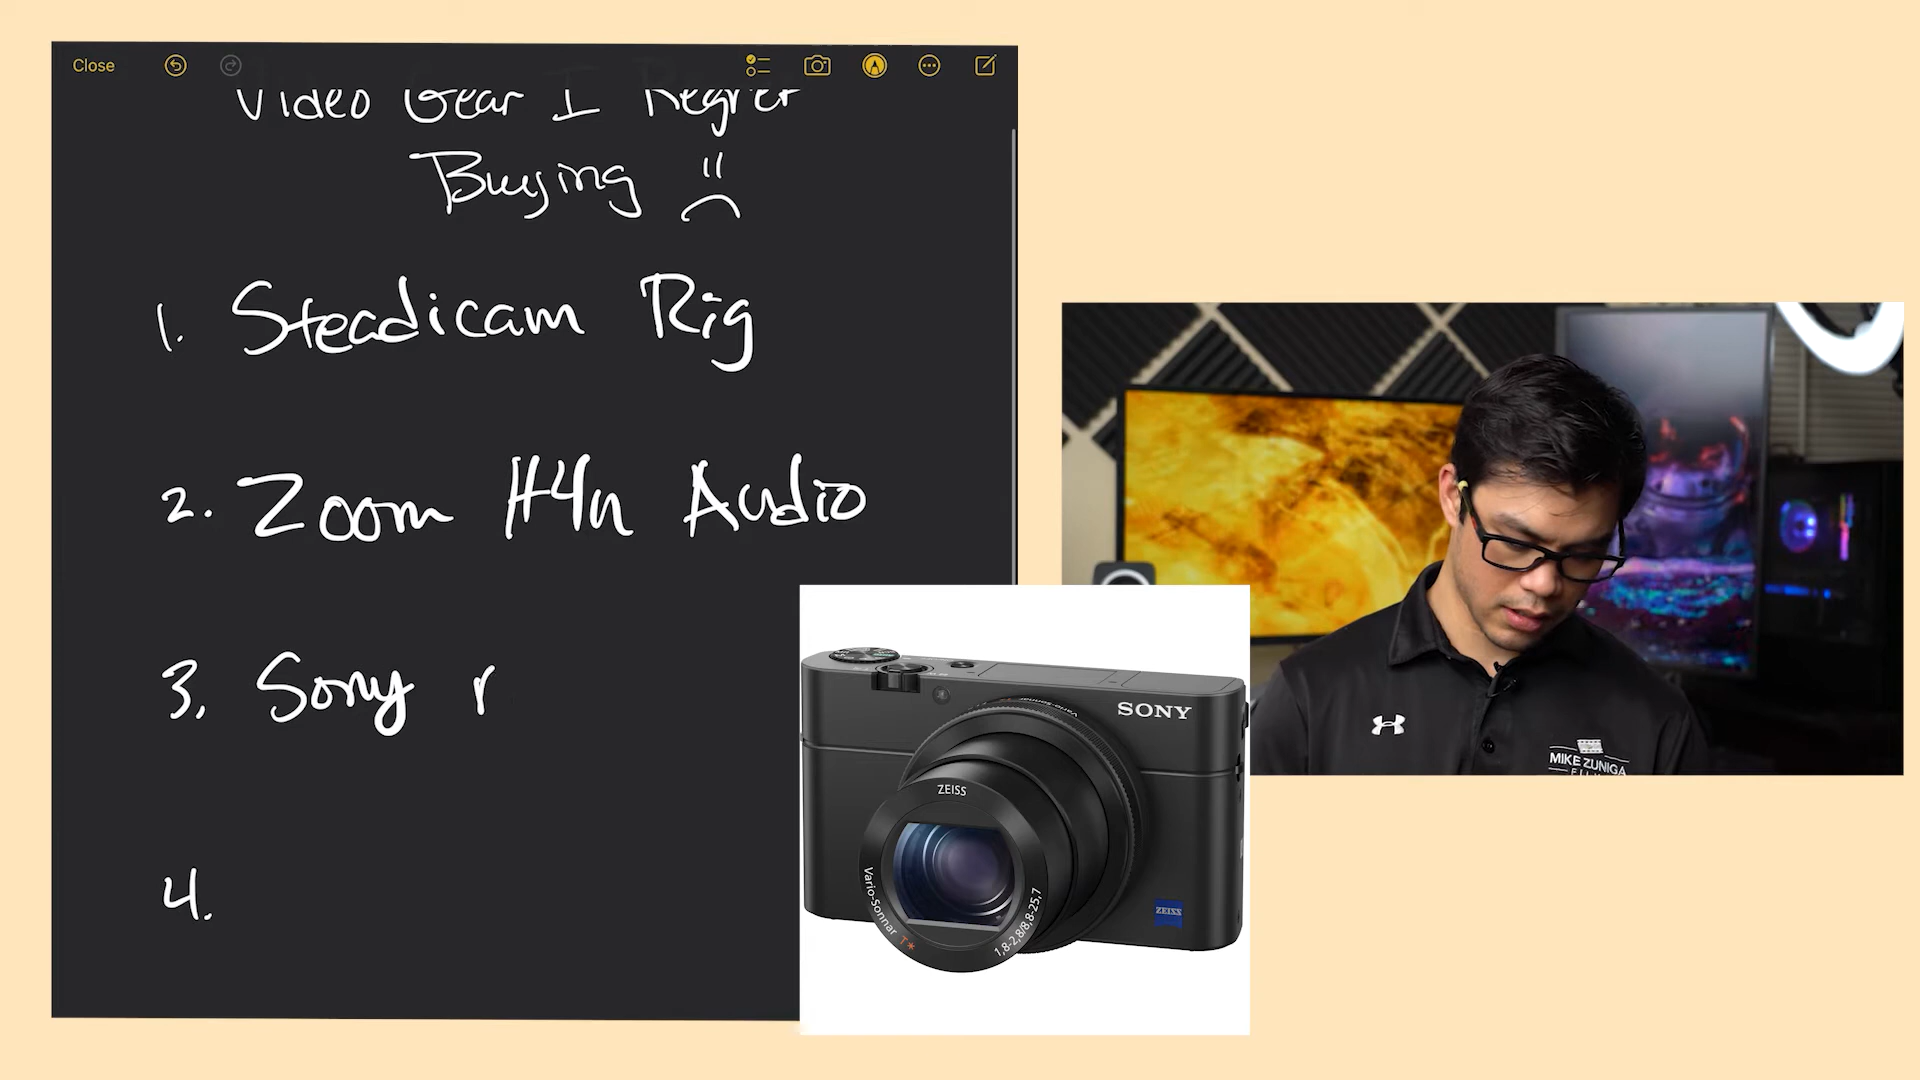 Close
Video Gear I Regret
Buying
1. Steadicam Rig
2. Zoom H4n Audio
3. Sony r
4.
SONY
ZEISS
Vario-Sonnar T* 1,8-2,8/8,8-25,7
ZEISS
MIKE ZUNIGA